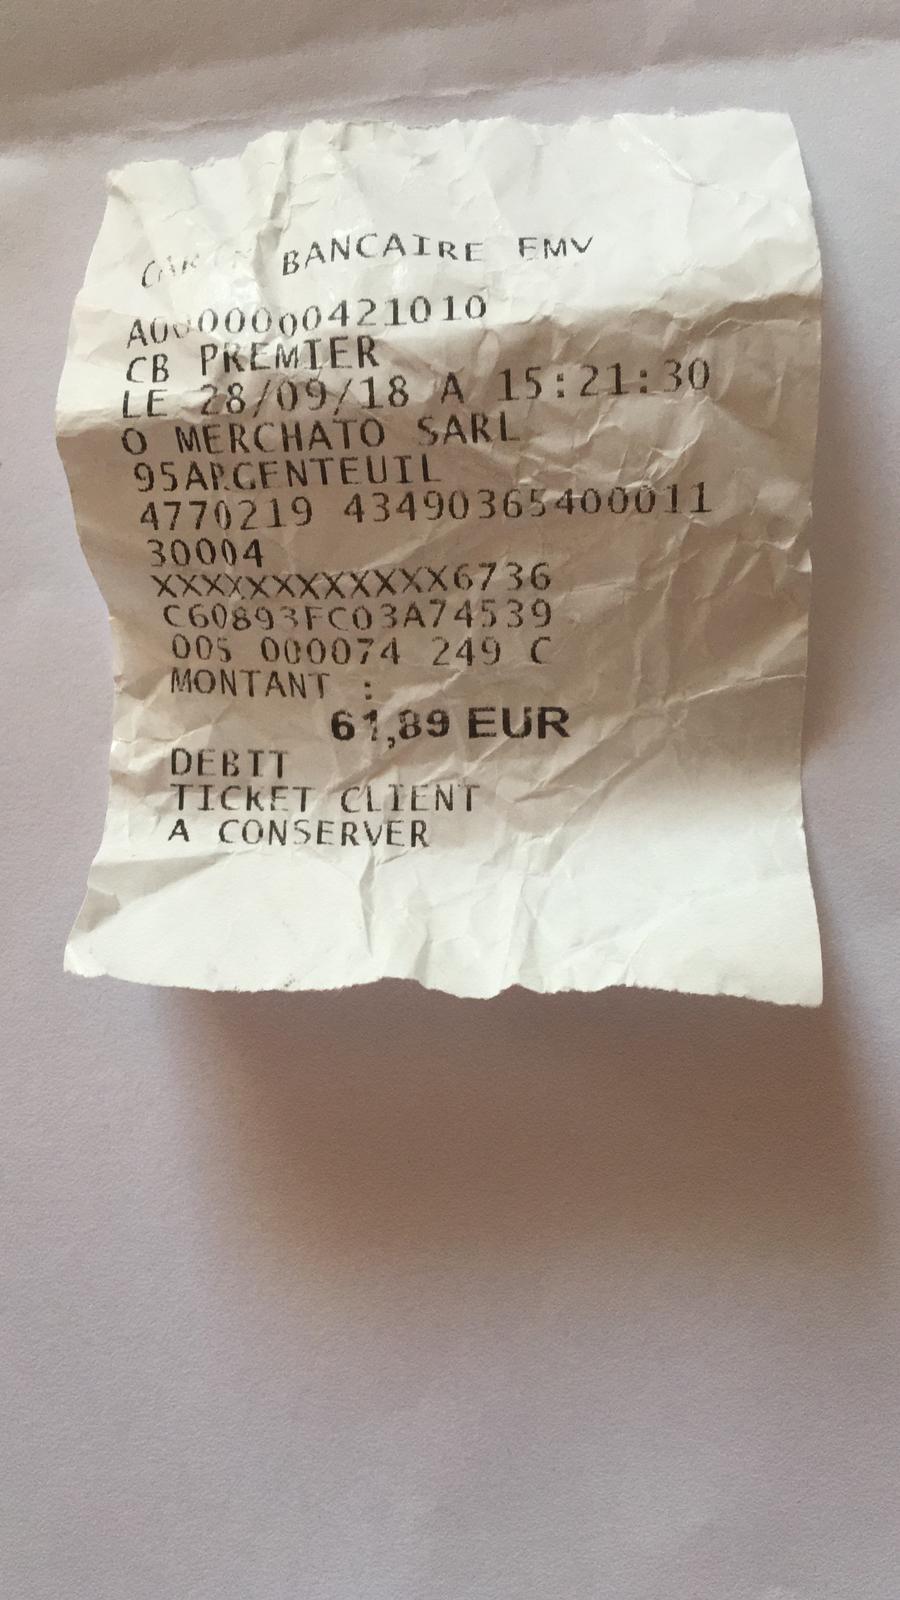 BANCAIRE EMV
A0000000421010
CB PREMIER
LE 28/09/18 A 15:21:30
O MERCHATO SARL
95ARGENTEUIL
4770219 43490365400011
30004
XXXXXXXXXXXX6736
C60893FC03A74539
005 000074 249 C
MONTANT :
61,89 EUR
DEBIT
TICKET CLIENT
A CONSERVER